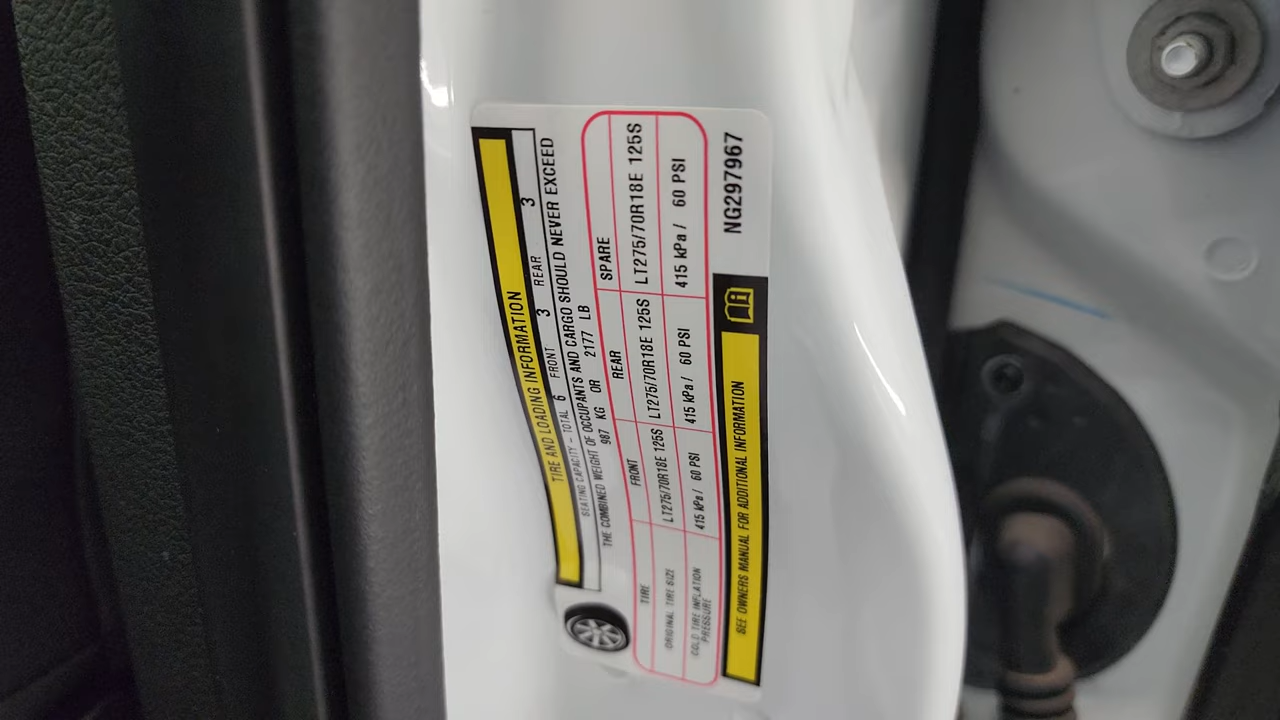 TIRE AND LOADING INFORMATION
SEATING CAPACITY - TOTAL 6 FRONT 3 REAR 3
THE COMBINED WEIGHT OF OCCUPANTS AND CARGO SHOULD NEVER EXCEED
987 KG OR 2177 LB
TIRE FRONT REAR SPARE
ORIGINAL TIRE SIZE LT275/70R18E 125S LT275/70R18E 125S LT275/70R18E 125S
COLD TIRE INFLATION PRESSURE 415 kPa / 60 PSI 415 kPa / 60 PSI 415 kPa / 60 PSI
SEE OWNERS MANUAL FOR ADDITIONAL INFORMATION
NG297967